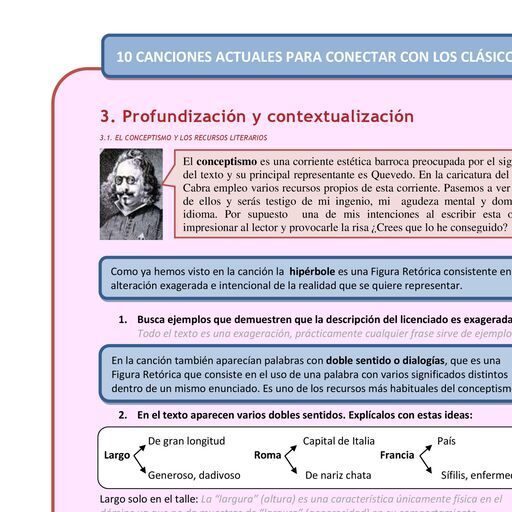 10 CANCIONES ACTUALES PARA CONECTAR CON LOS CLÁSICO
3. Profundización y contextualización
3.1. EL CONCEPTISMO Y LOS RECURSOS LITERARIOS
El conceptismo es una corriente estética barroca preocupada por el sig
del texto y su principal representante es Quevedo. En la caricatura del
Cabra empleo varios recursos propios de esta corriente. Pasemos a ver
de ellos y serás testigo de mi ingenio, mi agudeza mental y dom
idioma. Por supuesto una de mis intenciones al escribir esta o
impresionar al lector y provocarle la risa ¿Crees que lo he conseguido?
Como ya hemos visto en la canción la hipérbole es una Figura Retórica consistente en
alteración exagerada e intencional de la realidad que se quiere representar.
1. Busca ejemplos que demuestren que la descripción del licenciado es exagerada
Todo el texto es una exageración, prácticamente cualquier frase sirve de ejemplo
En la canción también aparecían palabras con doble sentido o dialogías, que es una
Figura Retórica que consiste en el uso de una palabra con varios significados distintos
dentro de un mismo enunciado. Es uno de los recursos más habituales del conceptism
2. En el texto aparecen varios dobles sentidos. Explícalos con estas ideas:
De gran longitud Capital de Italia País
Largo Roma Francia
Generoso, dadivoso De nariz chata Sífilis, enferme
Largo solo en el talle: La "largura" (altura) es una característica únicamente física en el